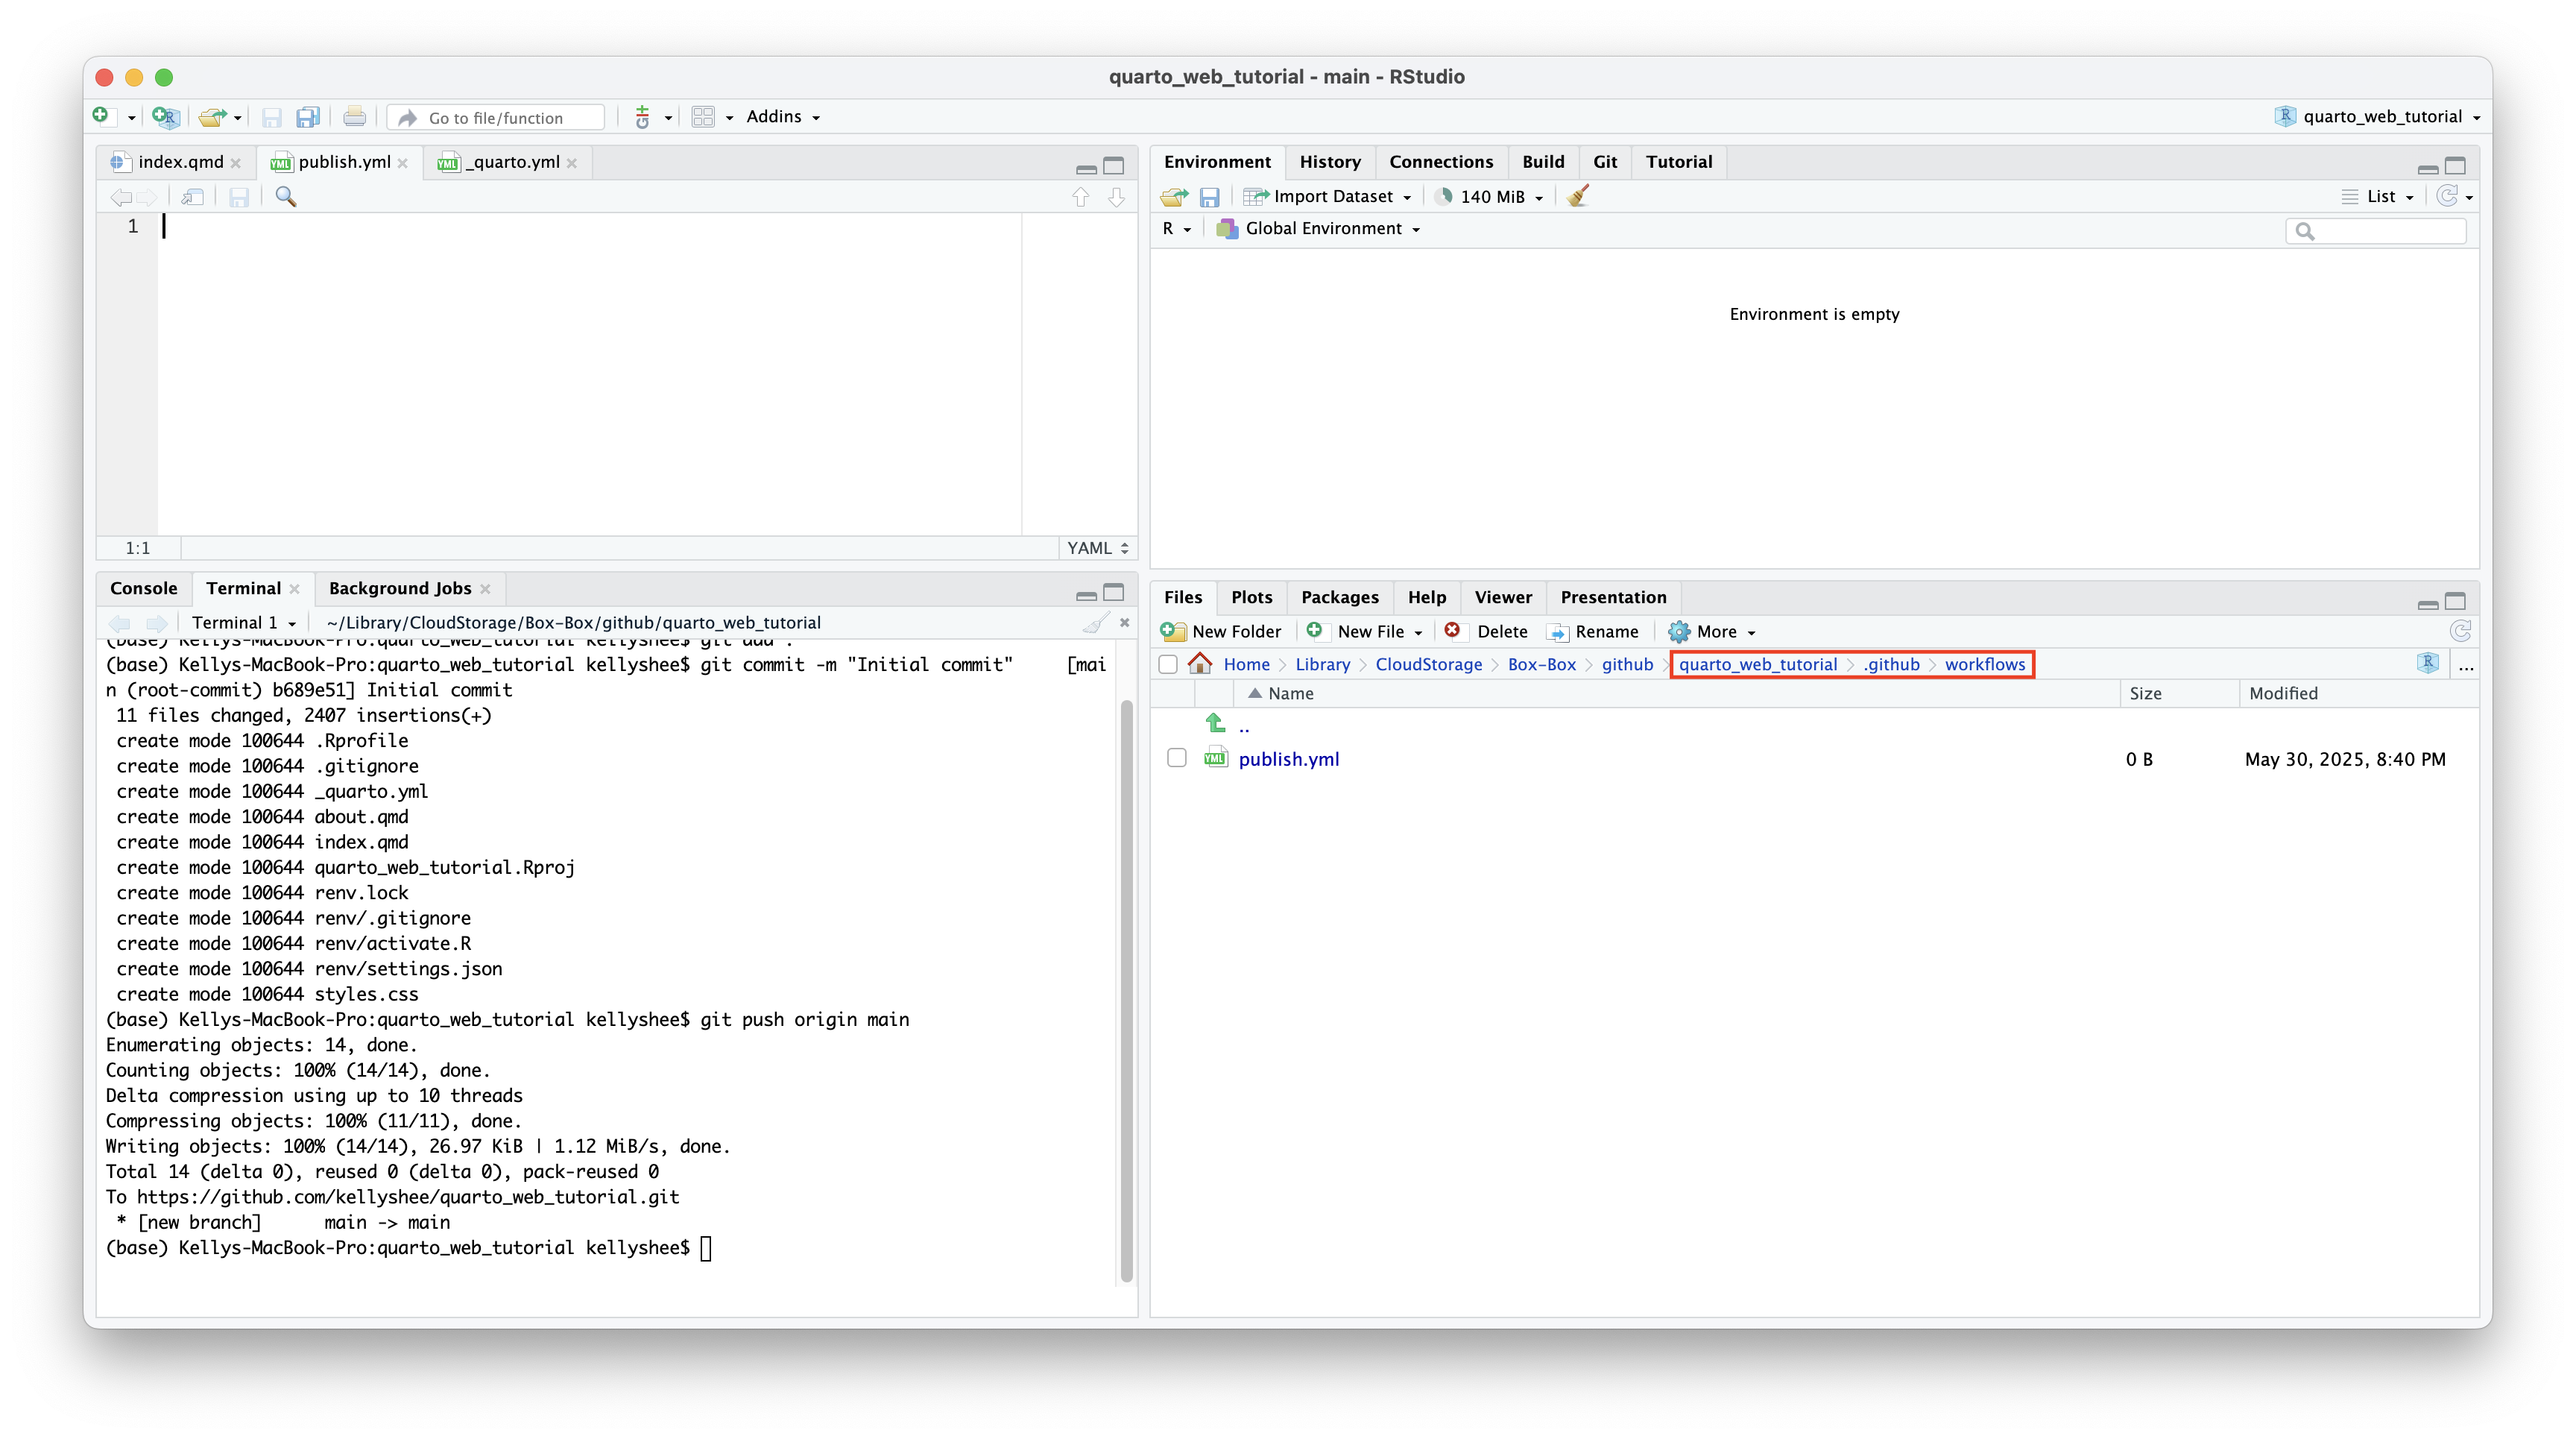 quarto_web_tutorial - main - RStudio
Go to file/function
Addins
quarto_web_tutorial
index.qmd
publish.yml
_quarto.yml
1
1:1
YAML
Environment
History
Connections
Build
Git
Tutorial
Import Dataset
140 MiB
List
R
Global Environment
Environment is empty
Console
Terminal
Background Jobs
Terminal 1
~/Library/CloudStorage/Box-Box/github/quarto_web_tutorial
(base) Kellys-MacBook-Pro:quarto_web_tutorial kellyshee$ git add .
(base) Kellys-MacBook-Pro:quarto_web_tutorial kellyshee$ git commit -m "Initial commit" [mai
n (root-commit) b689e51] Initial commit
11 files changed, 2407 insertions(+)
create mode 100644 .Rprofile
create mode 100644 .gitignore
create mode 100644 _quarto.yml
create mode 100644 about.qmd
create mode 100644 index.qmd
create mode 100644 quarto_web_tutorial.Rproj
create mode 100644 renv.lock
create mode 100644 renv/.gitignore
create mode 100644 renv/activate.R
create mode 100644 renv/settings.json
create mode 100644 styles.css
(base) Kellys-MacBook-Pro:quarto_web_tutorial kellyshee$ git push origin main
Enumerating objects: 14, done.
Counting objects: 100% (14/14), done.
Delta compression using up to 10 threads
Compressing objects: 100% (11/11), done.
Writing objects: 100% (14/14), 26.97 KiB | 1.12 MiB/s, done.
Total 14 (delta 0), reused 0 (delta 0), pack-reused 0
To https://github.com/kellyshee/quarto_web_tutorial.git
* [new branch] main -> main
(base) Kellys-MacBook-Pro:quarto_web_tutorial kellyshee$
Files
Plots
Packages
Help
Viewer
Presentation
New Folder
New File
Delete
Rename
More
Home
Library
CloudStorage
Box-Box
github
quarto_web_tutorial
.github
workflows
...
Name
Size
Modified
..
publish.yml
0 B
May 30, 2025, 8:40 PM